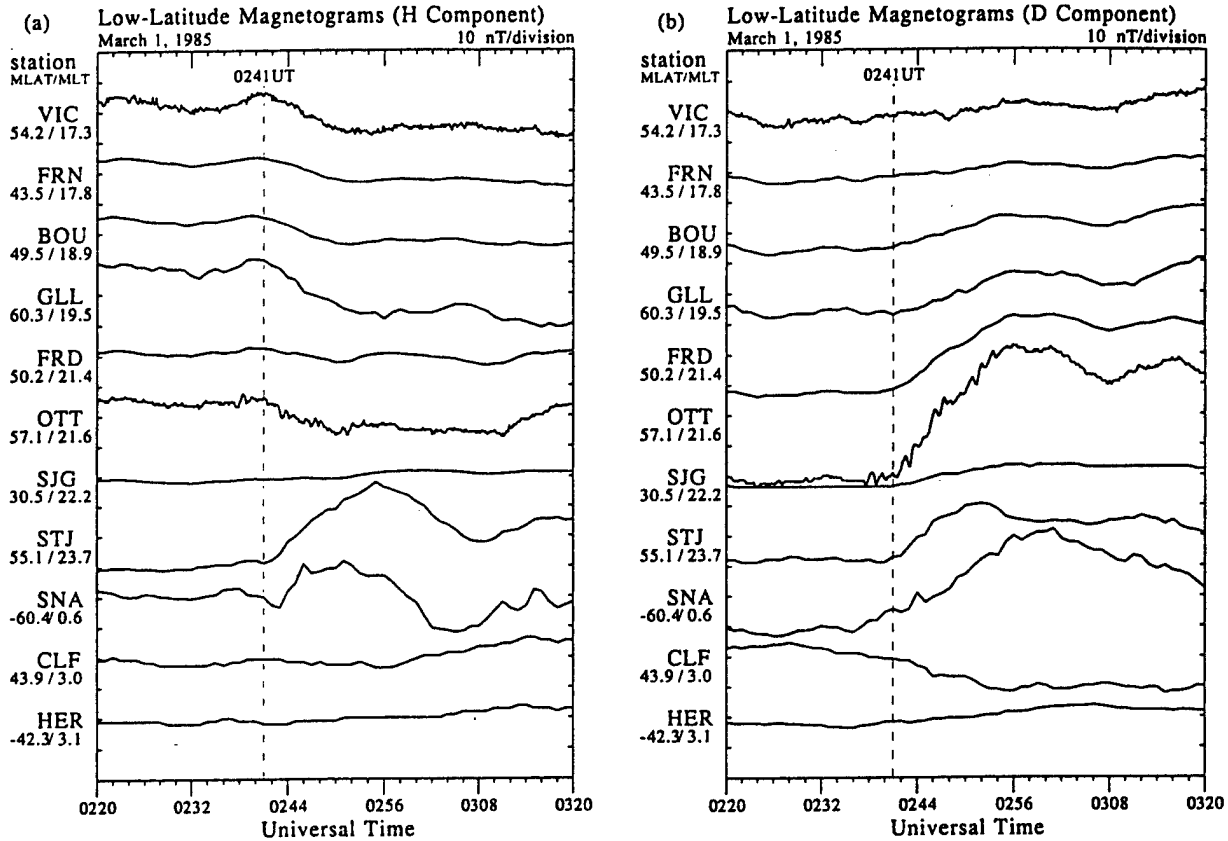 (a) Low-Latitude Magnetograms (H Component)
March 1, 1985 10 nT/division
station
MLAT/MLT
0241UT
VIC
54.2 / 17.3
FRN
43.5 / 17.8
BOU
49.5 / 18.9
GLL
60.3 / 19.5
FRD
50.2 / 21.4
OTT
57.1 / 21.6
SJG
30.5 / 22.2
STJ
55.1 / 23.7
SNA
-60.4/ 0.6
CLF
43.9 / 3.0
HER
-42.3/ 3.1
0220 0232 0244 0256 0308 0320
Universal Time
(b) Low-Latitude Magnetograms (D Component)
March 1, 1985 10 nT/division
station
MLAT/MLT
0241UT
VIC
54.2 / 17.3
FRN
43.5 / 17.8
BOU
49.5 / 18.9
GLL
60.3 / 19.5
FRD
50.2 / 21.4
OTT
57.1 / 21.6
SJG
30.5 / 22.2
STJ
55.1 / 23.7
SNA
-60.4/ 0.6
CLF
43.9 / 3.0
HER
-42.3/ 3.1
0220 0232 0244 0256 0308 0320
Universal Time